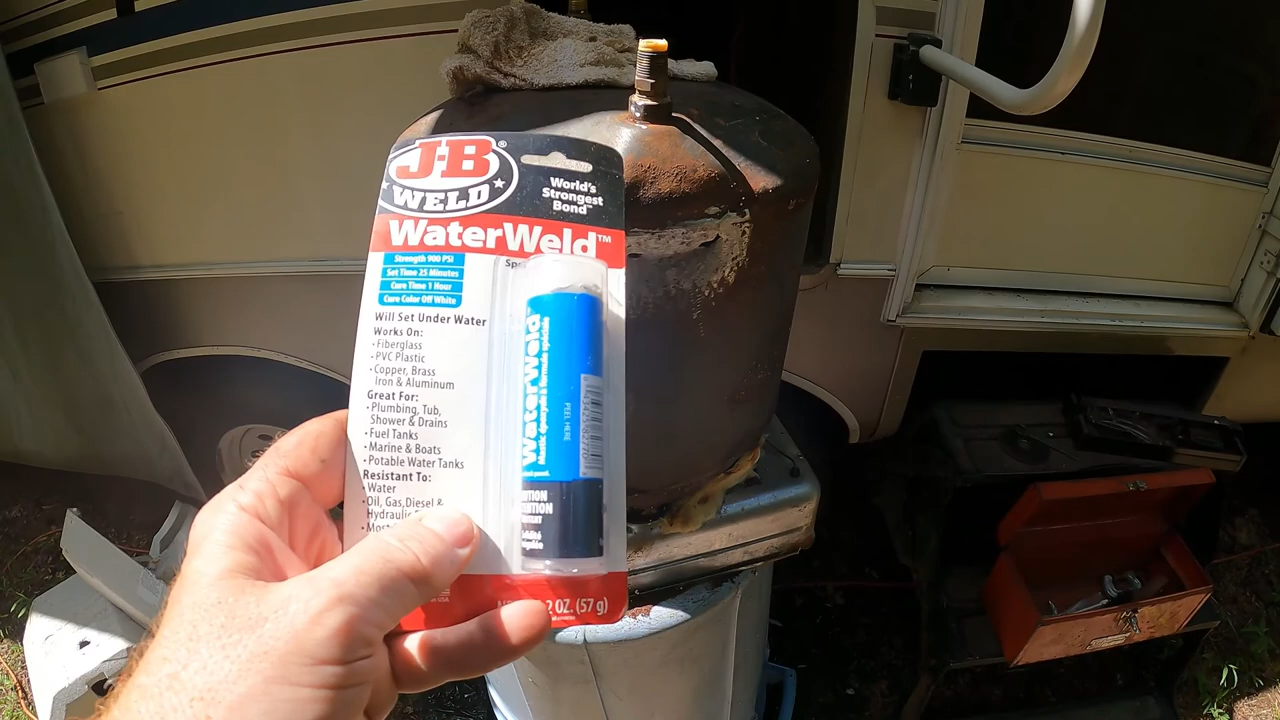 J-B
WELD
World's
Strongest
Bond™
WaterWeld™
Strength 900 PSI
Set Time 25 Minutes
Cure Time 1 Hour
Cure Color Off White
Will Set Under Water
Works On:
• Fiberglass
• PVC Plastic
• Copper, Brass
Iron & Aluminum
Great For:
• Plumbing, Tub,
Shower & Drains
• Fuel Tanks
• Marine & Boats
• Potable Water Tanks
Resistant To:
• Water
• Oil, Gas, Diesel &
Hydraulic
WaterWeld
PEEL HERE
2 OZ. (57 g)